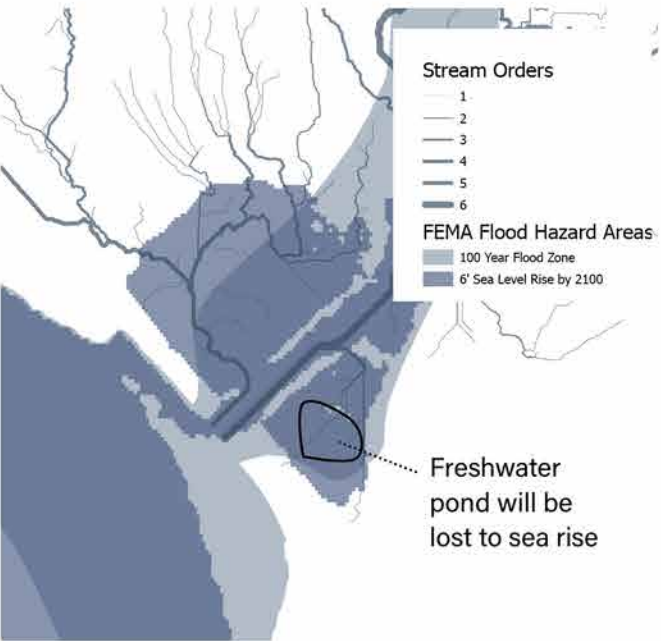 Stream Orders
1
2
3
4
5
6
FEMA Flood Hazard Areas
100 Year Flood Zone
6' Sea Level Rise by 2100
Freshwater
pond will be
lost to sea rise